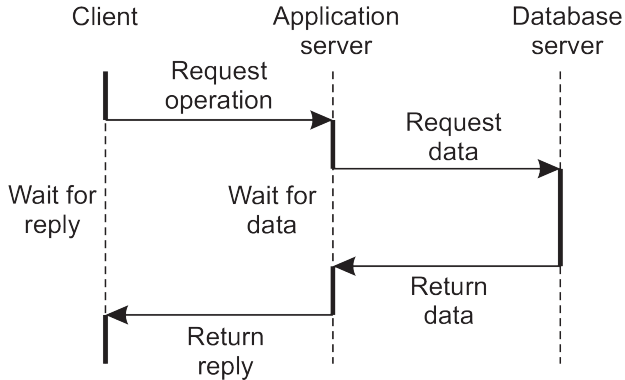 Client
Application
server
Database
server
Request
operation
Request
data
Wait for
reply
Wait for
data
Return
data
Return
reply